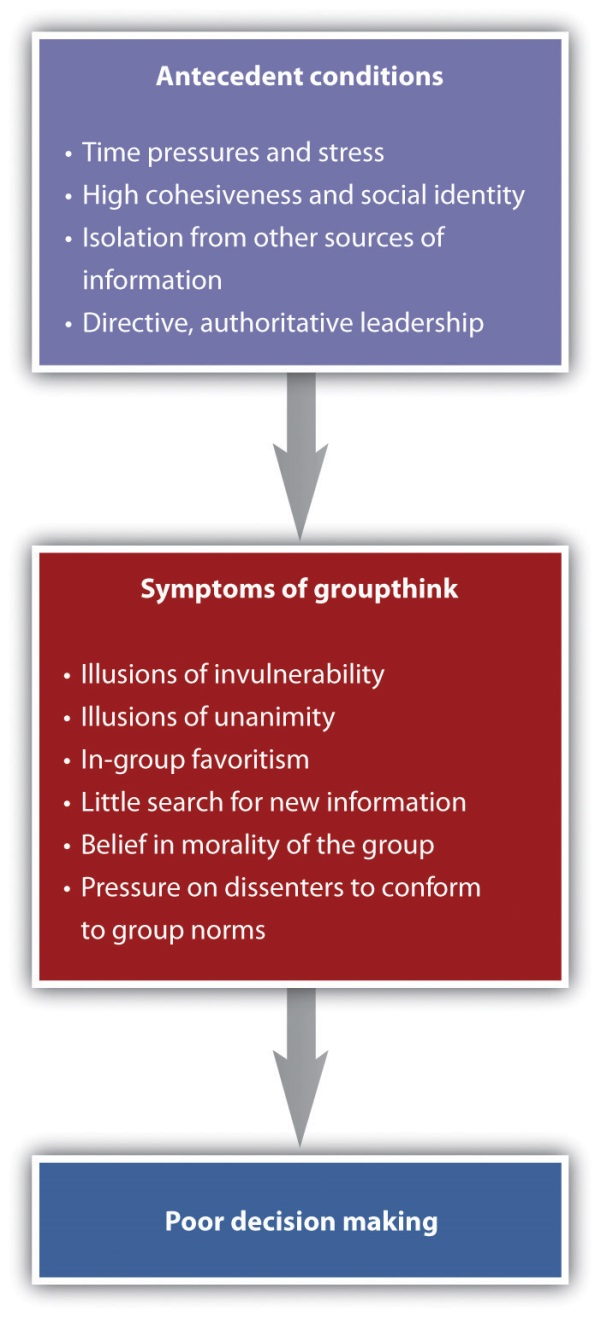 Antecedent conditions
• Time pressures and stress
• High cohesiveness and social identity
• Isolation from other sources of
information
• Directive, authoritative leadership
Symptoms of groupthink
• Illusions of invulnerability
• Illusions of unanimity
• In-group favoritism
• Little search for new information
• Belief in morality of the group
• Pressure on dissenters to conform
to group norms
Poor decision making